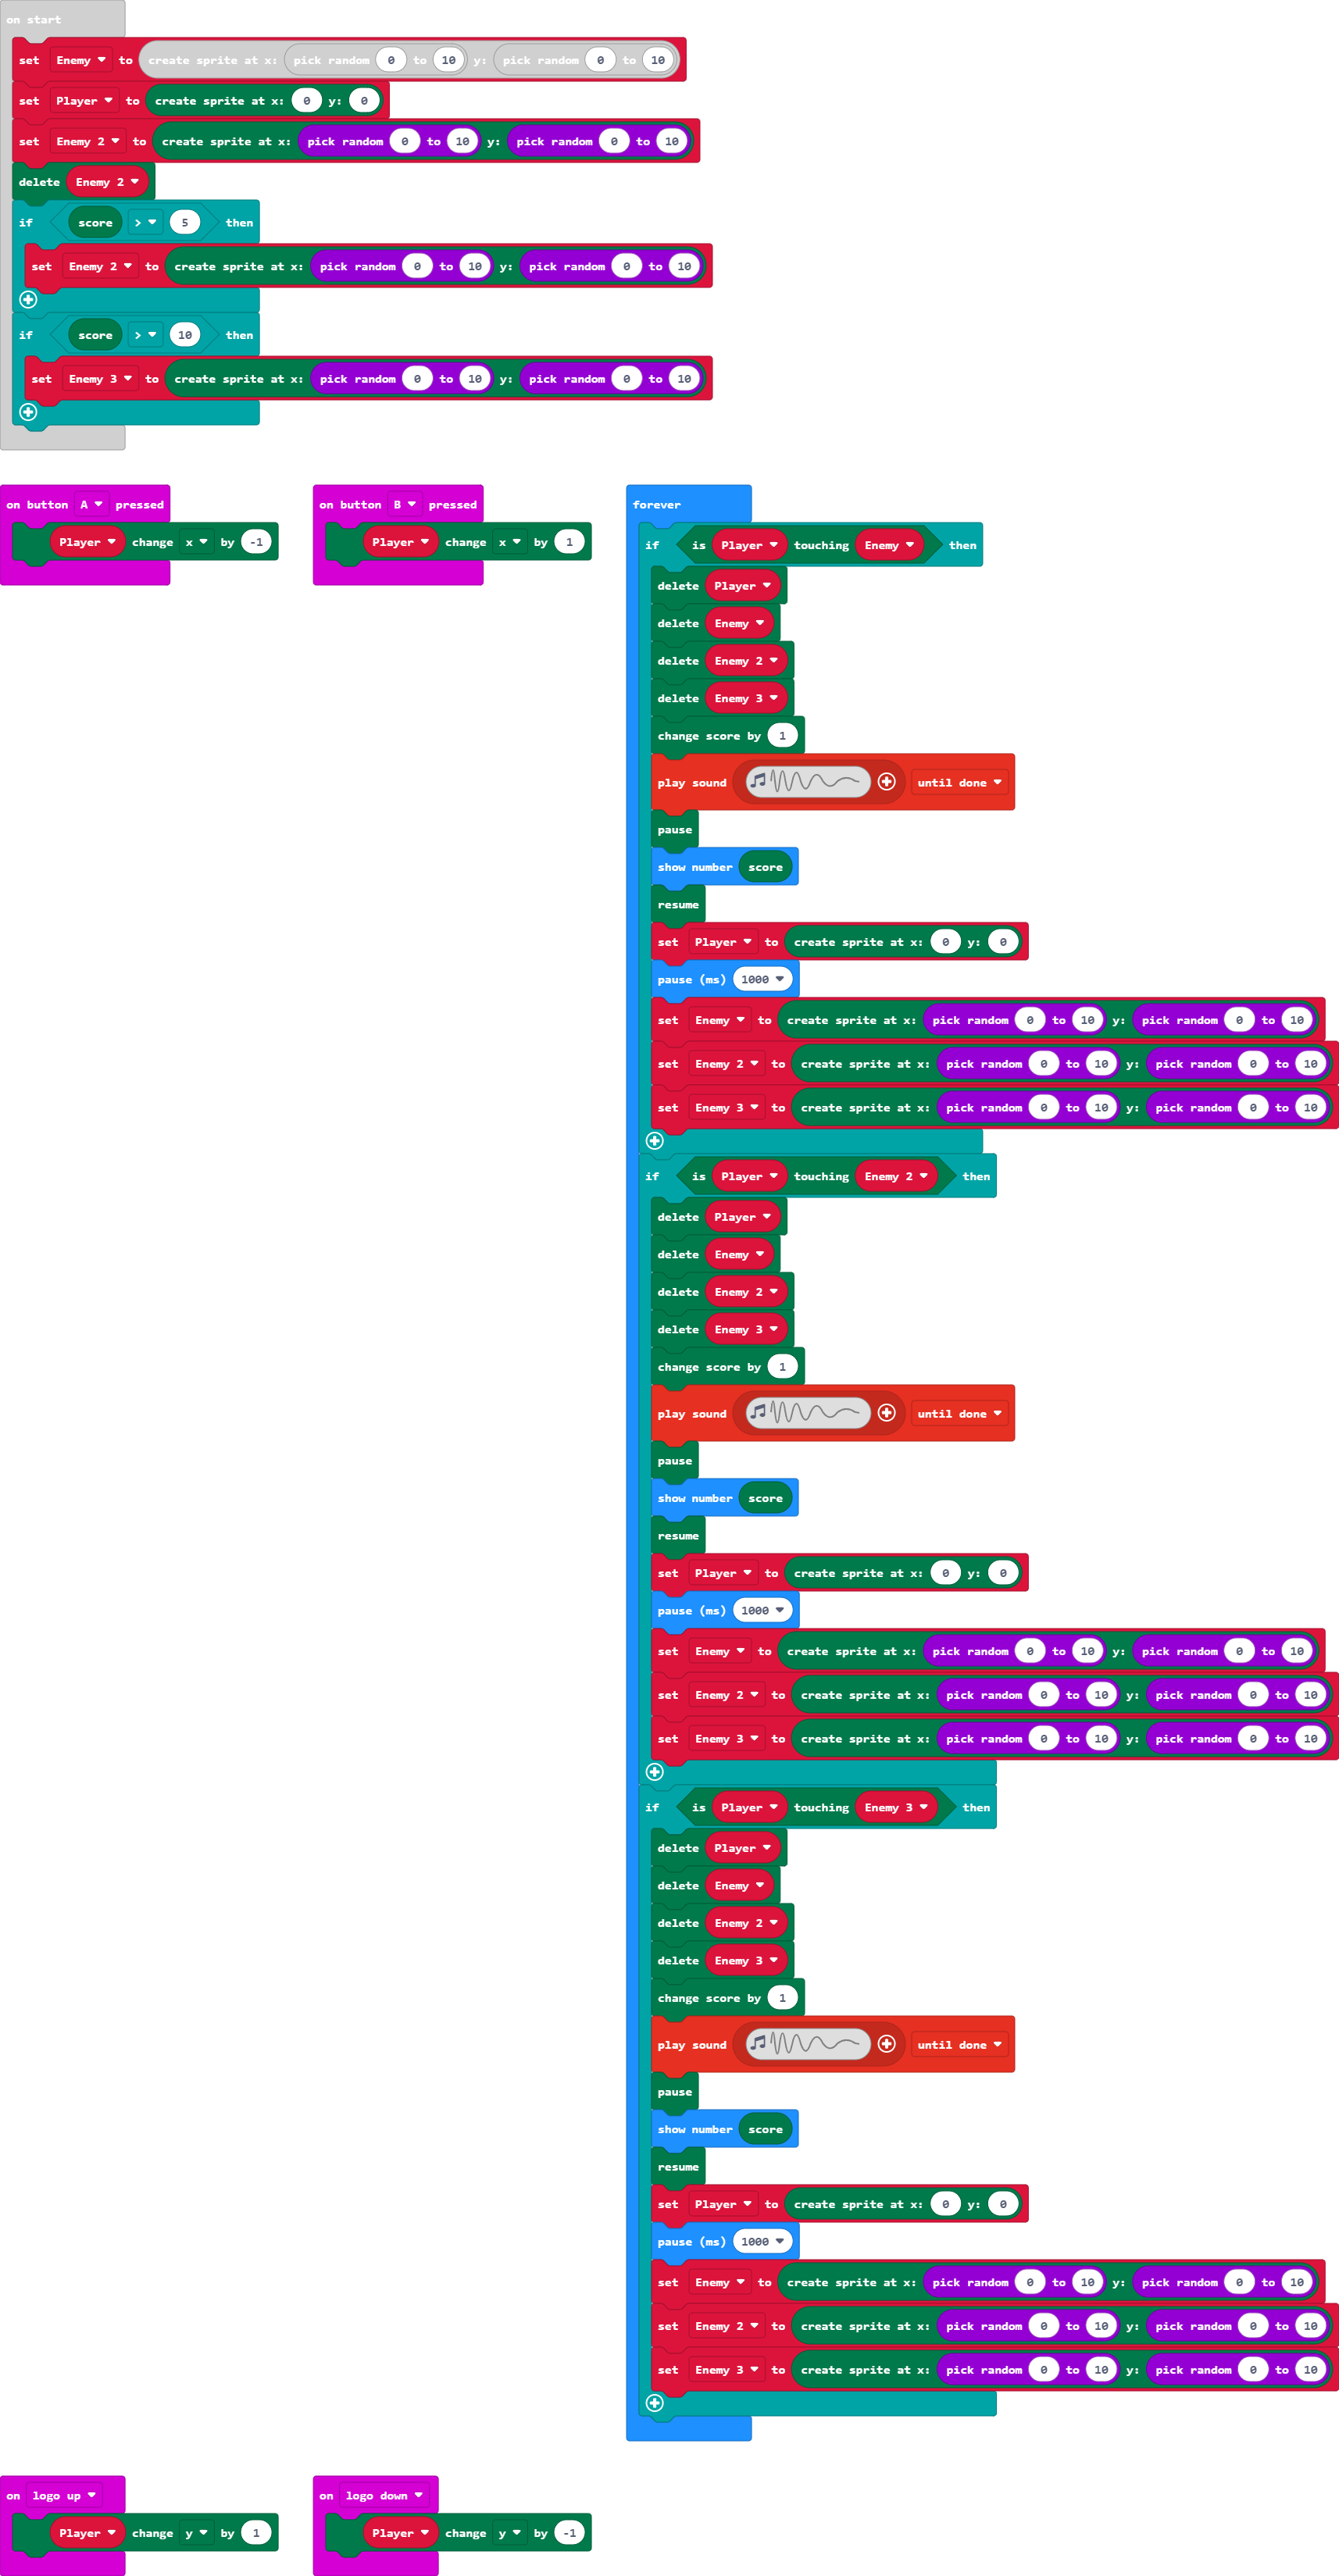 on start
set Enemy to create sprite at x: pick random 0 to 10 y: pick random 0 to 10
set Player to create sprite at x: 0 y: 0
set Enemy 2 to create sprite at x: pick random 0 to 10 y: pick random 0 to 10
delete Enemy 2
if score > 5 then
set Enemy 2 to create sprite at x: pick random 0 to 10 y: pick random 0 to 10
if score > 10 then
set Enemy 3 to create sprite at x: pick random 0 to 10 y: pick random 0 to 10
on button A pressed
Player change x by -1
on button B pressed
Player change x by 1
forever
if is Player touching Enemy then
delete Player
delete Enemy
delete Enemy 2
delete Enemy 3
change score by 1
play sound until done
pause
show number score
resume
set Player to create sprite at x: 0 y: 0
pause (ms) 1000
set Enemy to create sprite at x: pick random 0 to 10 y: pick random 0 to 10
set Enemy 2 to create sprite at x: pick random 0 to 10 y: pick random 0 to 10
set Enemy 3 to create sprite at x: pick random 0 to 10 y: pick random 0 to 10
if is Player touching Enemy 2 then
delete Player
delete Enemy
delete Enemy 2
delete Enemy 3
change score by 1
play sound until done
pause
show number score
resume
set Player to create sprite at x: 0 y: 0
pause (ms) 1000
set Enemy to create sprite at x: pick random 0 to 10 y: pick random 0 to 10
set Enemy 2 to create sprite at x: pick random 0 to 10 y: pick random 0 to 10
set Enemy 3 to create sprite at x: pick random 0 to 10 y: pick random 0 to 10
if is Player touching Enemy 3 then
delete Player
delete Enemy
delete Enemy 2
delete Enemy 3
change score by 1
play sound until done
pause
show number score
resume
set Player to create sprite at x: 0 y: 0
pause (ms) 1000
set Enemy to create sprite at x: pick random 0 to 10 y: pick random 0 to 10
set Enemy 2 to create sprite at x: pick random 0 to 10 y: pick random 0 to 10
set Enemy 3 to create sprite at x: pick random 0 to 10 y: pick random 0 to 10
on logo up
Player change y by 1
on logo down
Player change y by -1